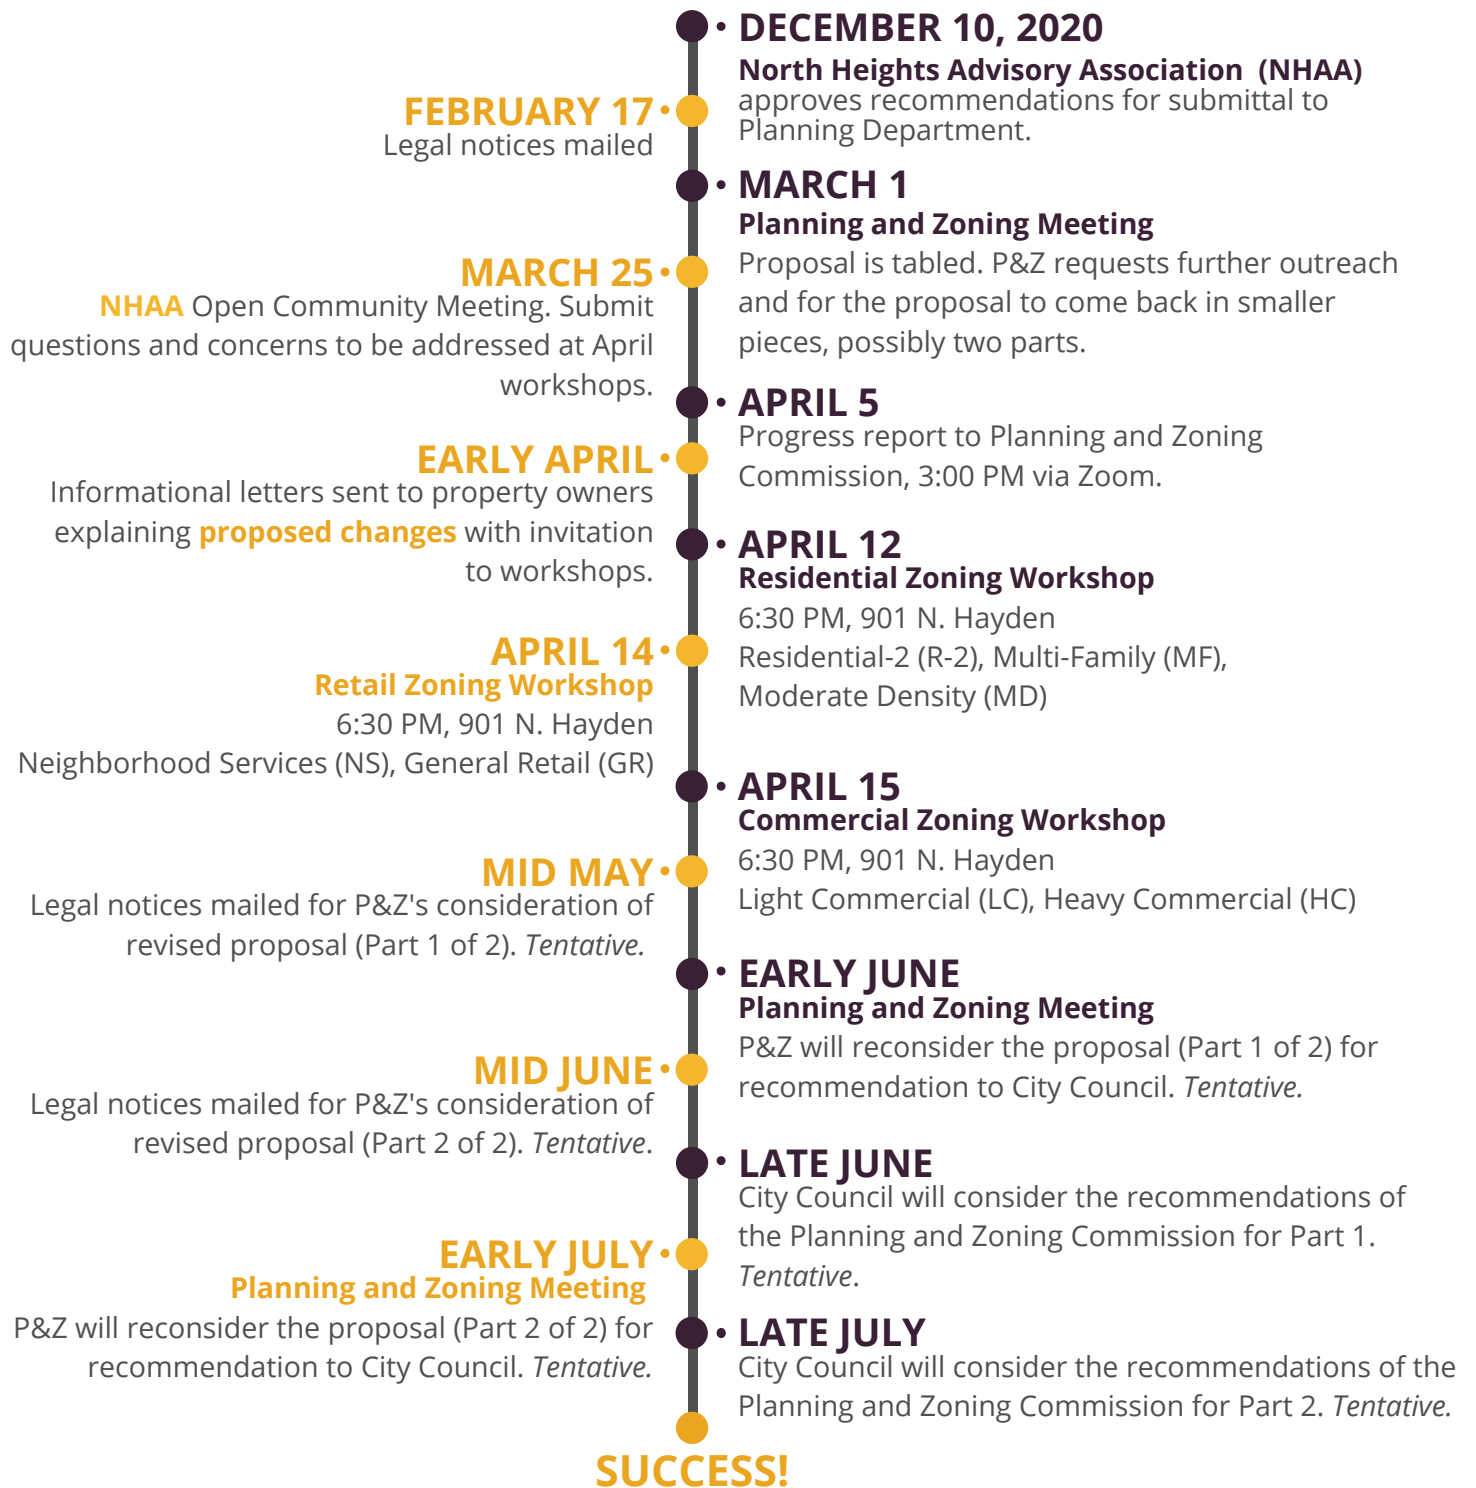 DECEMBER 10, 2020
North Heights Advisory Association (NHAA)
approves recommendations for submittal to
Planning Department.
FEBRUARY 17
Legal notices mailed
MARCH 1
Planning and Zoning Meeting
Proposal is tabled. P&Z requests further outreach
and for the proposal to come back in smaller
pieces, possibly two parts.
MARCH 25
NHAA Open Community Meeting. Submit
questions and concerns to be addressed at April
workshops.
APRIL 5
Progress report to Planning and Zoning
Commission, 3:00 PM via Zoom.
EARLY APRIL
Informational letters sent to property owners
explaining proposed changes with invitation
to workshops.
APRIL 12
Residential Zoning Workshop
6:30 PM, 901 N. Hayden
Residential-2 (R-2), Multi-Family (MF),
Moderate Density (MD)
APRIL 14
Retail Zoning Workshop
6:30 PM, 901 N. Hayden
Neighborhood Services (NS), General Retail (GR)
APRIL 15
Commercial Zoning Workshop
6:30 PM, 901 N. Hayden
Light Commercial (LC), Heavy Commercial (HC)
MID MAY
Legal notices mailed for P&Z's consideration of
revised proposal (Part 1 of 2). Tentative.
EARLY JUNE
Planning and Zoning Meeting
P&Z will reconsider the proposal (Part 1 of 2) for
recommendation to City Council. Tentative.
MID JUNE
Legal notices mailed for P&Z's consideration of
revised proposal (Part 2 of 2). Tentative.
LATE JUNE
City Council will consider the recommendations of
the Planning and Zoning Commission for Part 1.
Tentative.
EARLY JULY
Planning and Zoning Meeting
P&Z will reconsider the proposal (Part 2 of 2) for
recommendation to City Council. Tentative.
LATE JULY
City Council will consider the recommendations of the
Planning and Zoning Commission for Part 2. Tentative.
SUCCESS!